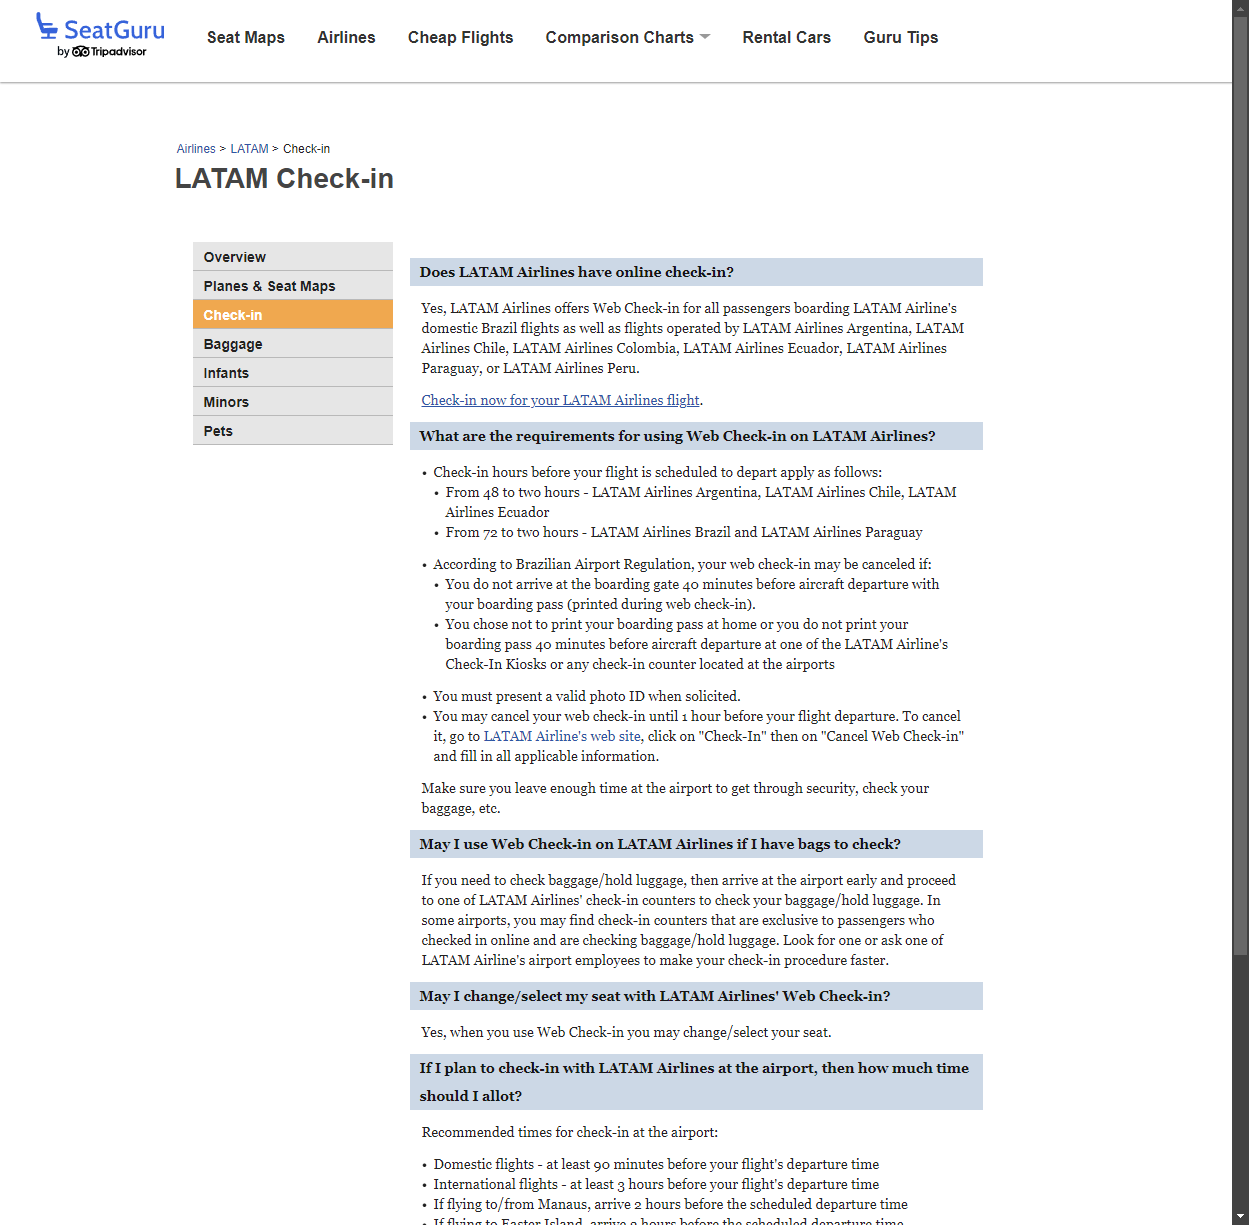 SeatGuru
by Tripadvisor
Seat Maps
Airlines
Cheap Flights
Comparison Charts
Rental Cars
Guru Tips
Airlines > LATAM > Check-in
LATAM Check-in
Overview
Planes & Seat Maps
Check-in
Baggage
Infants
Minors
Pets
Does LATAM Airlines have online check-in?
Yes, LATAM Airlines offers Web Check-in for all passengers boarding LATAM Airline's
domestic Brazil flights as well as flights operated by LATAM Airlines Argentina, LATAM
Airlines Chile, LATAM Airlines Colombia, LATAM Airlines Ecuador, LATAM Airlines
Paraguay, or LATAM Airlines Peru.
Check-in now for your LATAM Airlines flight.
What are the requirements for using Web Check-in on LATAM Airlines?
• Check-in hours before your flight is scheduled to depart apply as follows:
• From 48 to two hours - LATAM Airlines Argentina, LATAM Airlines Chile, LATAM
Airlines Ecuador
• From 72 to two hours - LATAM Airlines Brazil and LATAM Airlines Paraguay
• According to Brazilian Airport Regulation, your web check-in may be canceled if:
• You do not arrive at the boarding gate 40 minutes before aircraft departure with
your boarding pass (printed during web check-in).
• You chose not to print your boarding pass at home or you do not print your
boarding pass 40 minutes before aircraft departure at one of the LATAM Airline's
Check-In Kiosks or any check-in counter located at the airports
• You must present a valid photo ID when solicited.
• You may cancel your web check-in until 1 hour before your flight departure. To cancel
it, go to LATAM Airline's web site, click on "Check-In" then on "Cancel Web Check-in"
and fill in all applicable information.
Make sure you leave enough time at the airport to get through security, check your
baggage, etc.
May I use Web Check-in on LATAM Airlines if I have bags to check?
If you need to check baggage/hold luggage, then arrive at the airport early and proceed
to one of LATAM Airlines' check-in counters to check your baggage/hold luggage. In
some airports, you may find check-in counters that are exclusive to passengers who
checked in online and are checking baggage/hold luggage. Look for one or ask one of
LATAM Airline's airport employees to make your check-in procedure faster.
May I change/select my seat with LATAM Airlines' Web Check-in?
Yes, when you use Web Check-in you may change/select your seat.
If I plan to check-in with LATAM Airlines at the airport, then how much time
should I allot?
Recommended times for check-in at the airport:
• Domestic flights - at least 90 minutes before your flight's departure time
• International flights - at least 3 hours before your flight's departure time
• If flying to/from Manaus, arrive 2 hours before the scheduled departure time
• If flying to Easter Island, arrive 2 hours before the scheduled departure time